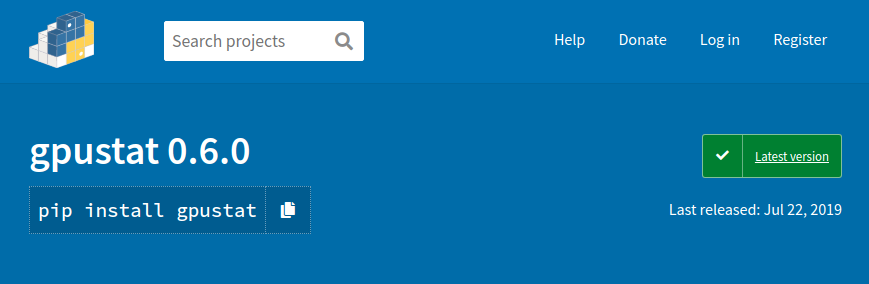 Search projects
Help
Donate
Log in
Register
gpustat 0.6.0
Latest version
pip install gpustat
Last released: Jul 22, 2019